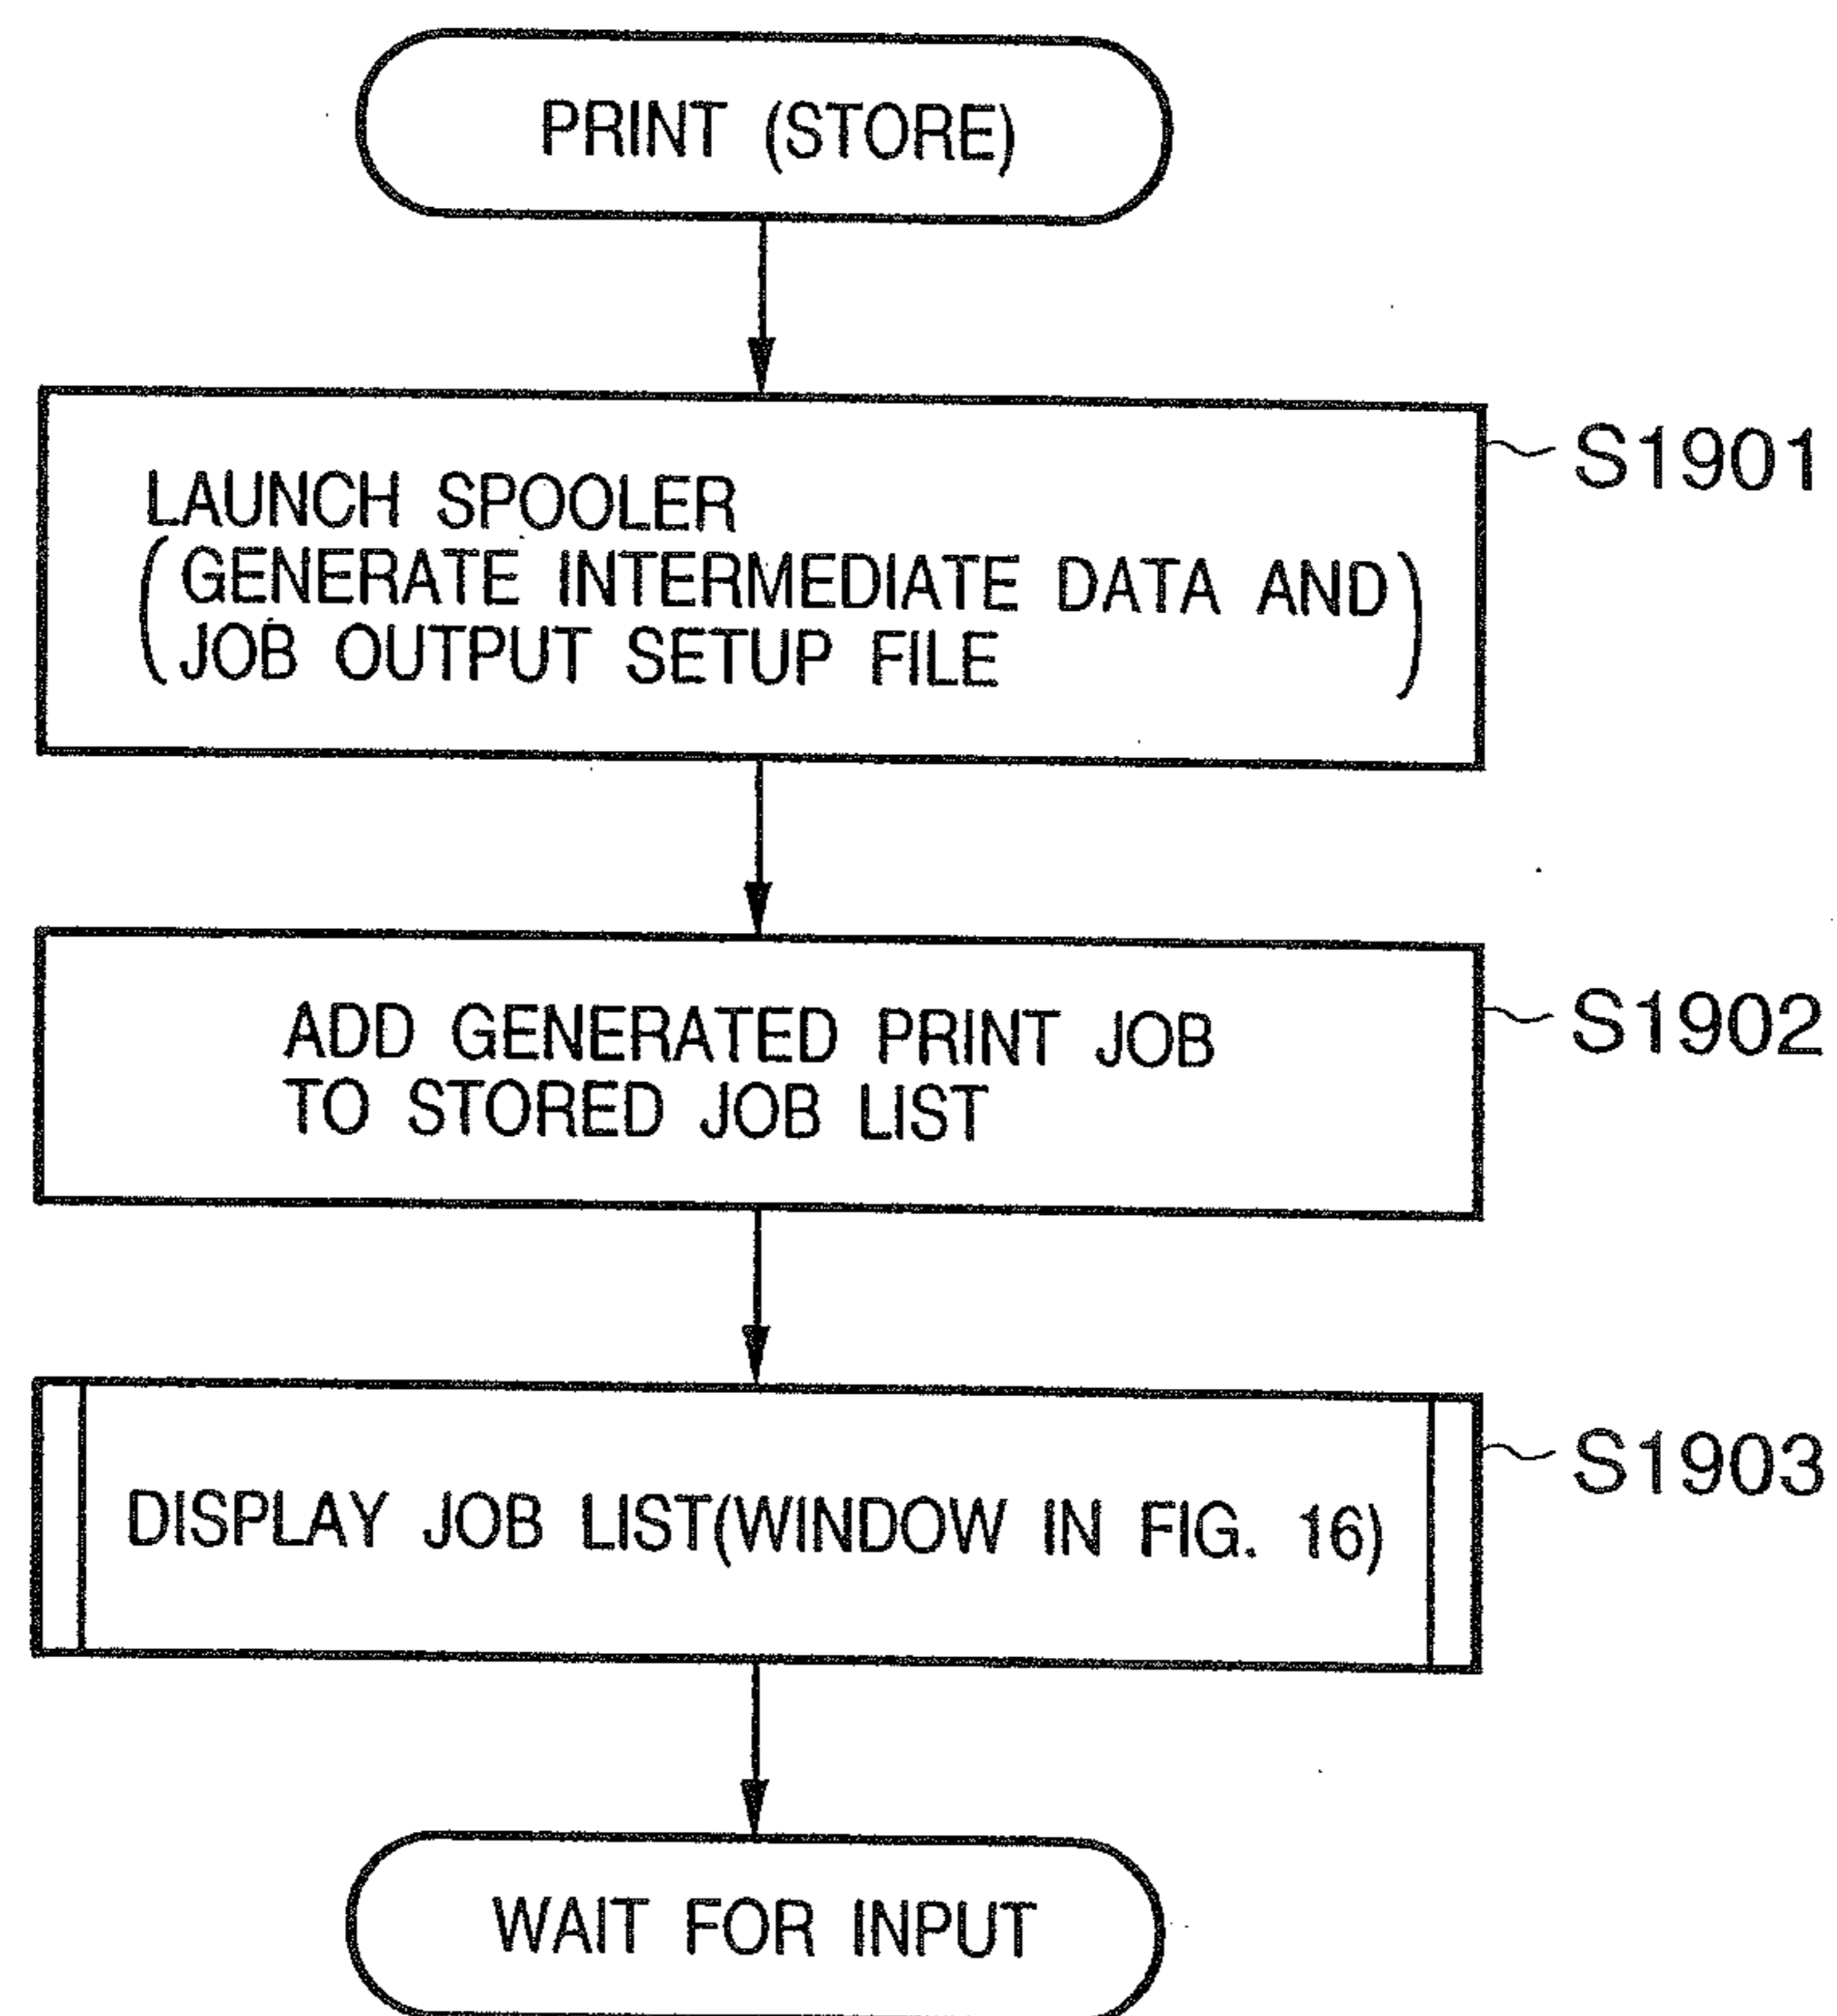 PRINT (STORE)
LAUNCH SPOOLER
(GENERATE INTERMEDIATE DATA AND
JOB OUTPUT SETUP FILE)
S1901
ADD GENERATED PRINT JOB
TO STORED JOB LIST
S1902
DISPLAY JOB LIST(WINDOW IN FIG. 16)
S1903
WAIT FOR INPUT